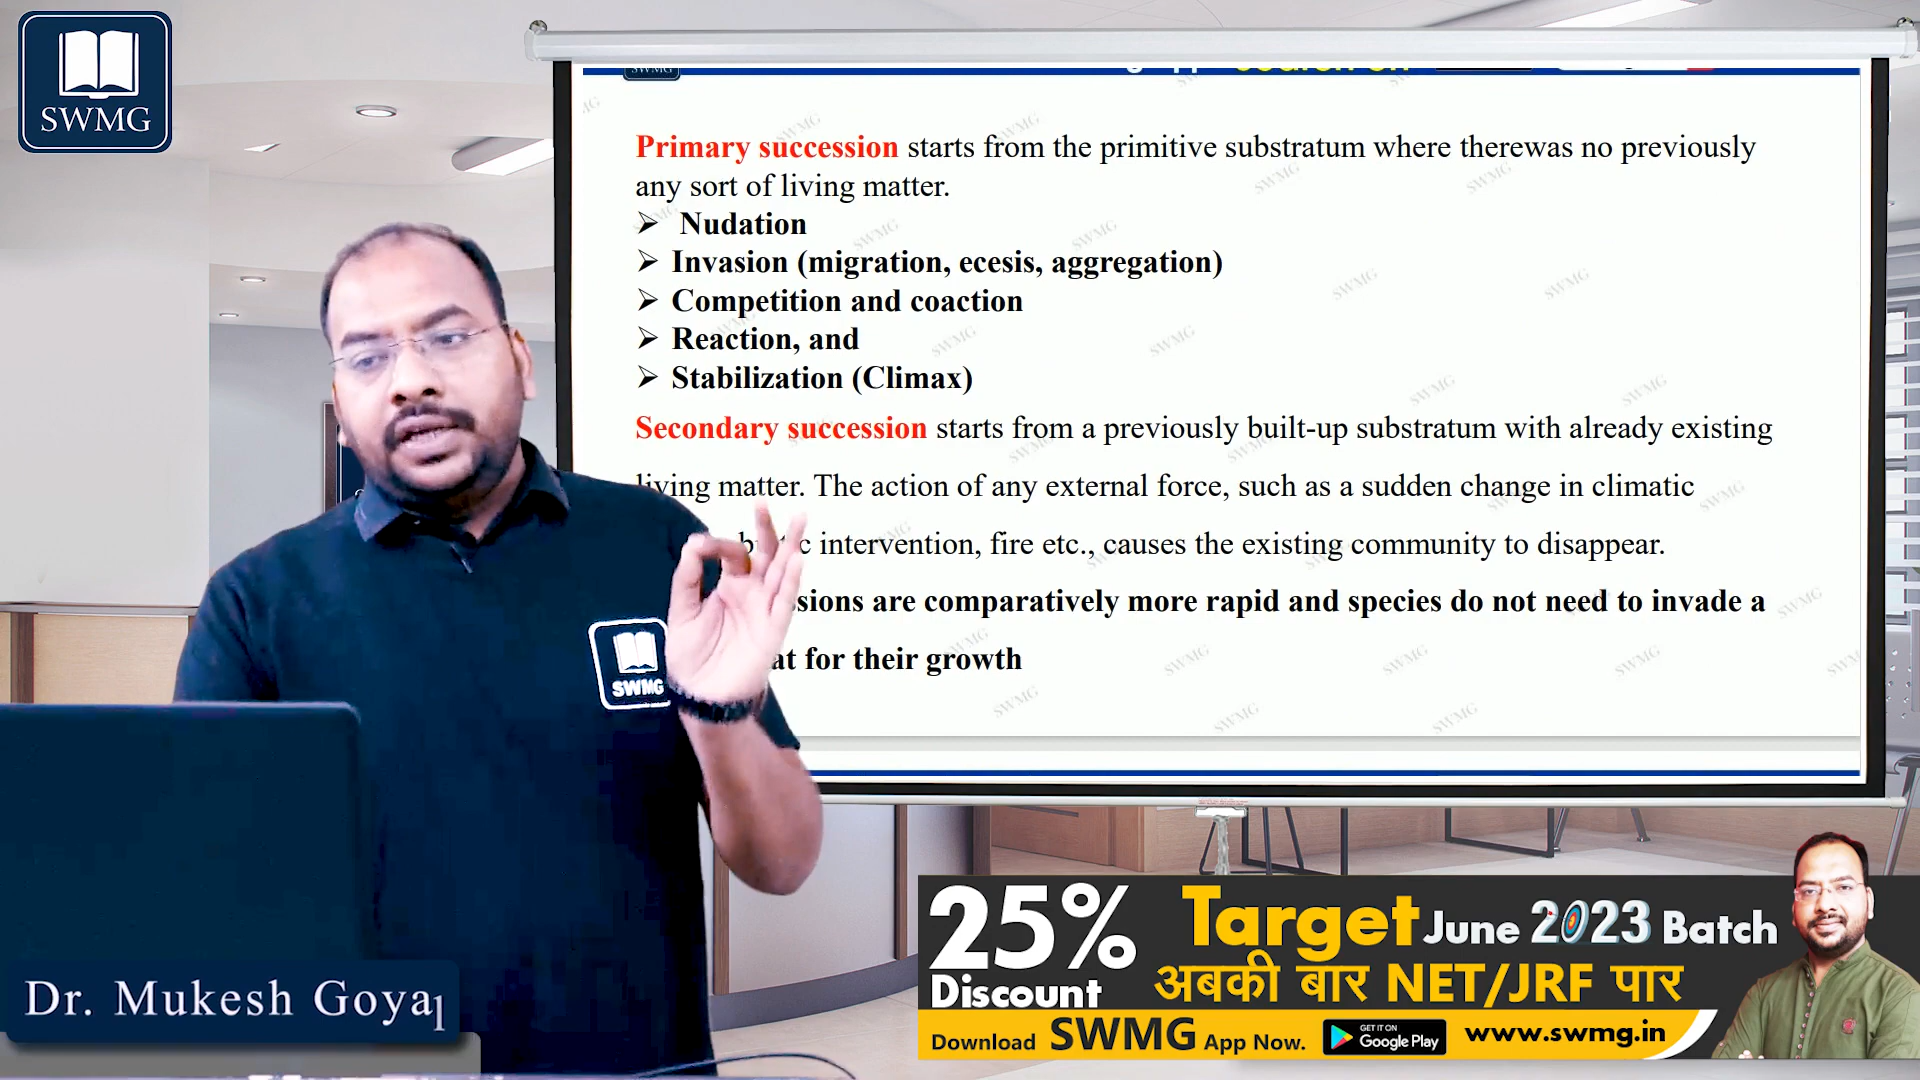 SWMG
Primary succession starts from the primitive substratum where therewas no previously
any sort of living matter.
➢ Nudation
➢ Invasion (migration, ecesis, aggregation)
➢ Competition and coaction
➢ Reaction, and
➢ Stabilization (Climax)
Secondary succession starts from a previously built-up substratum with already existing
living matter. The action of any external force, such as a sudden change in climatic
intervention, fire etc., causes the existing community to disappear.
are comparatively more rapid and species do not need to invade a
for their growth
SWMG
25% Discount
Target June 2023 Batch
अबकी बार NET/JRF पार
Download SWMG App Now. GET IT ON Google Play www.swmg.in
Dr. Mukesh Goyal